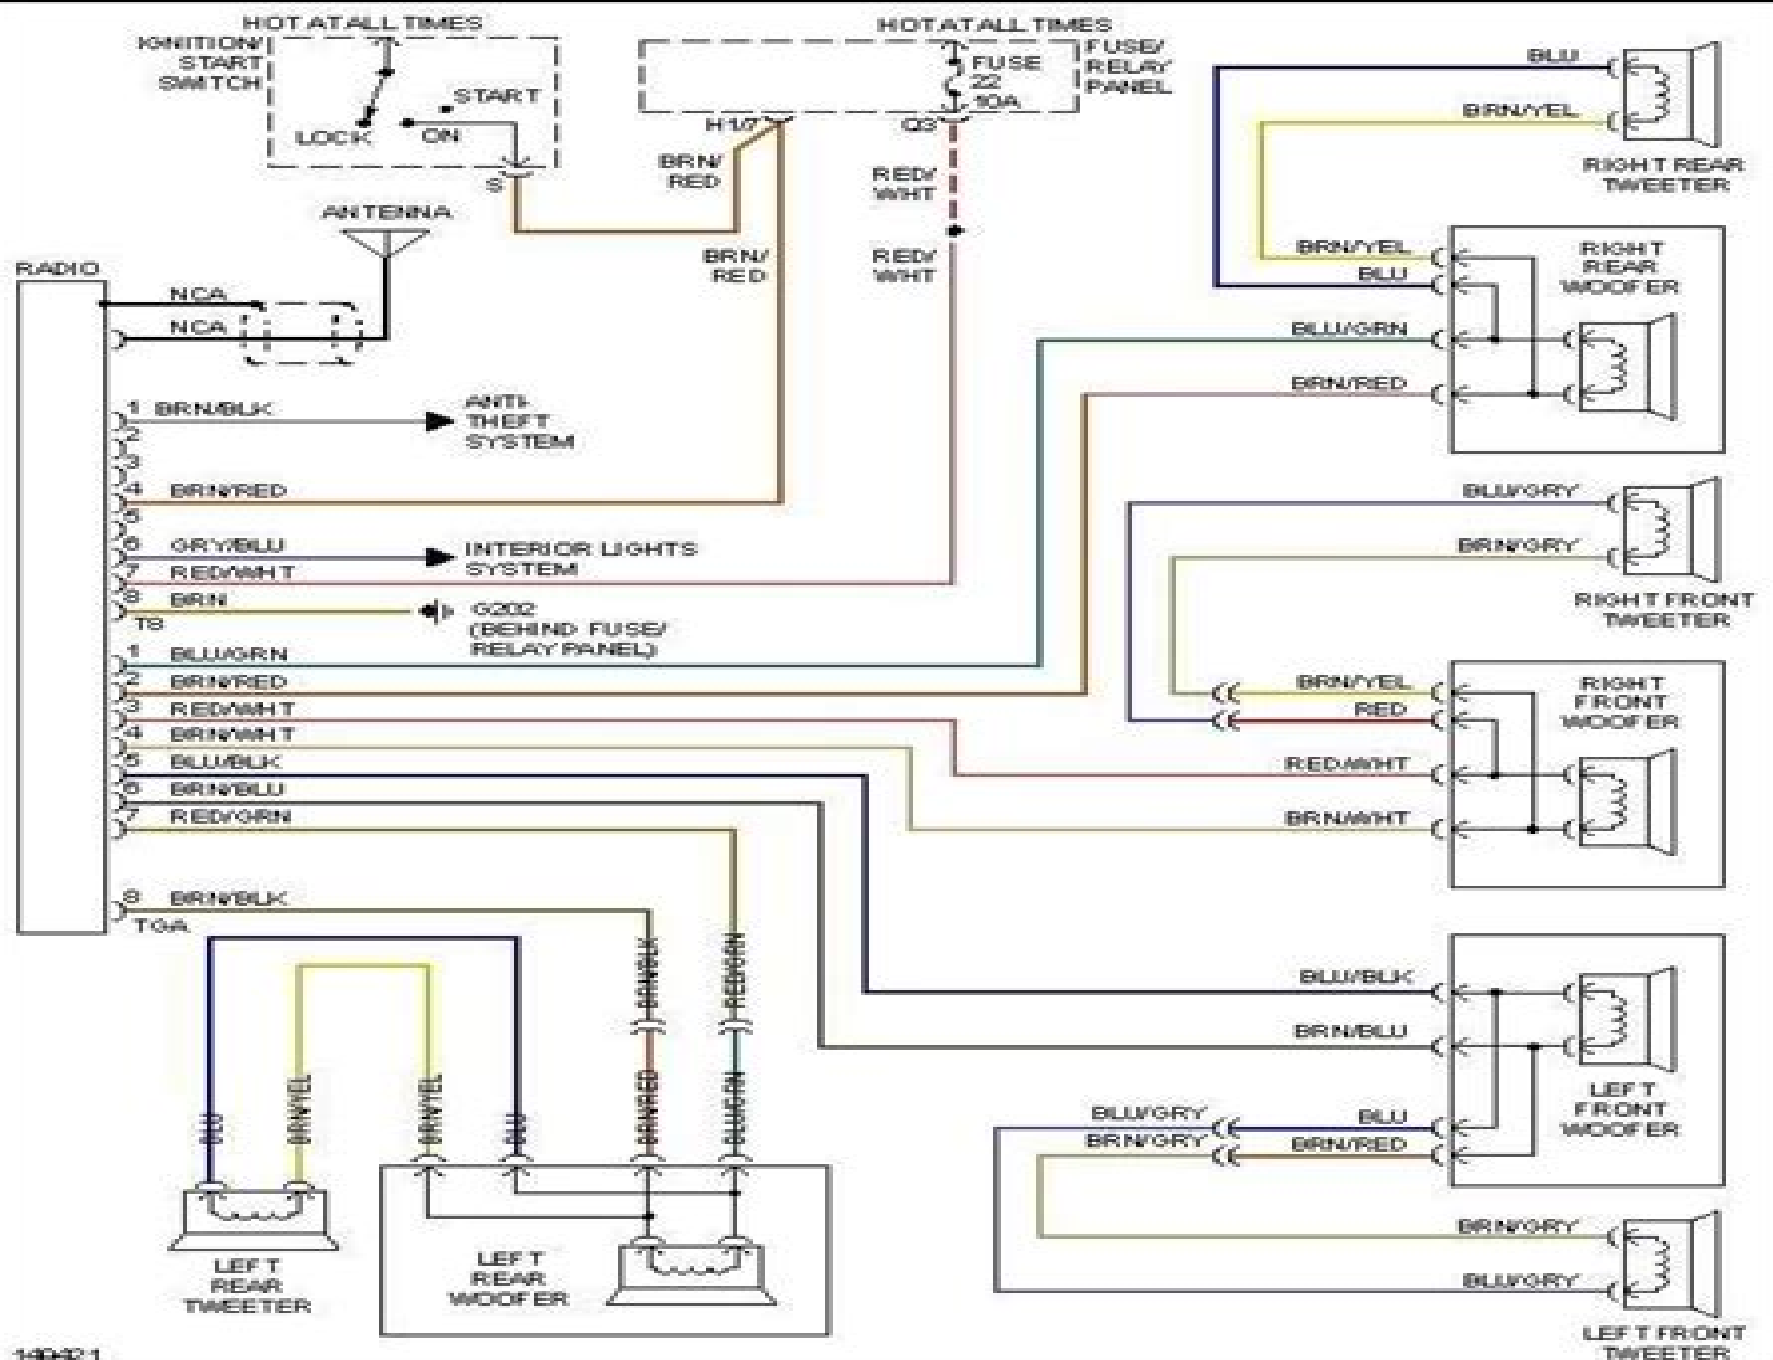 HOT AT ALL TIMES
IGNITION/
START
SWITCH
START
LOCK
ON
S
HOT AT ALL TIMES
FUSE
22
10A
FUSE/
RELAY
PANEL
Q3
BRN/
RED
RED/
WHT
BRN/
RED
RED/
WHT
ANTENNA
RADIO
NCA
NCA
1 BRN/BLK
ANTI-
THEFT
SYSTEM
2
3
4 BRN/RED
5
6 GRY/BLU
INTERIOR LIGHTS
SYSTEM
7 RED/WHT
8 BRN
G202
(BEHIND FUSE/
RELAY PANEL)
T8
1 BLU/GRN
2 BRN/RED
3 RED/WHT
4 BRN/WHT
5 BLU/BLK
6 BRN/BLU
7 RED/GRN
8 BRN/BLK
BLU
BRN/YEL
RIGHT REAR
TWEETER
BRN/YEL
BLU
BLU/GRN
BRN/RED
RIGHT
REAR
WOOFER
BLU/GRY
BRN/GRY
RIGHT FRONT
TWEETER
BRN/YEL
RED
RED/WHT
BRN/WHT
RIGHT
FRONT
WOOFER
BLU/BLK
BRN/BLU
LEFT
FRONT
WOOFER
BLU/GRY
BLU
BRN/GRY
BRN/RED
BRN/GRY
BLU/GRY
LEFT FRONT
TWEETER
BRN/BLK
RED/GRN
BLU
BRN/YEL
BRN/YEL
BLU
BRN/RED
BLU/GRN
LEFT
REAR
TWEETER
LEFT
REAR
WOOFER